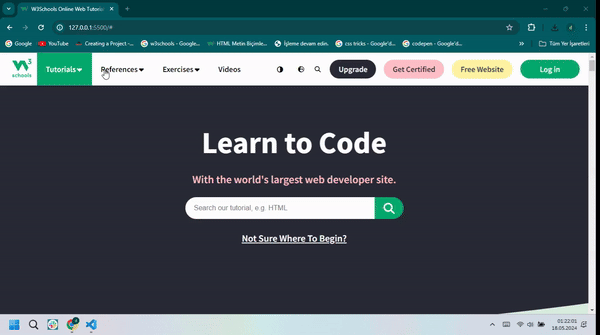 W3Schools Online Web Tutorials
127.0.0.1:5500/#
Google YouTube Creating a Project -... w3schools - Google... HTML Metin Biçimle... İşleme devam edin. css tricks - Google'd... codepen - Google'd... Tüm Yer İşaretleri
W3 schools Tutorials References Exercises Videos Upgrade Get Certified Free Website Log in
Learn to Code
With the world's largest web developer site.
Search our tutorial, e.g. HTML
Not Sure Where To Begin?
01:22:01
18.05.2024